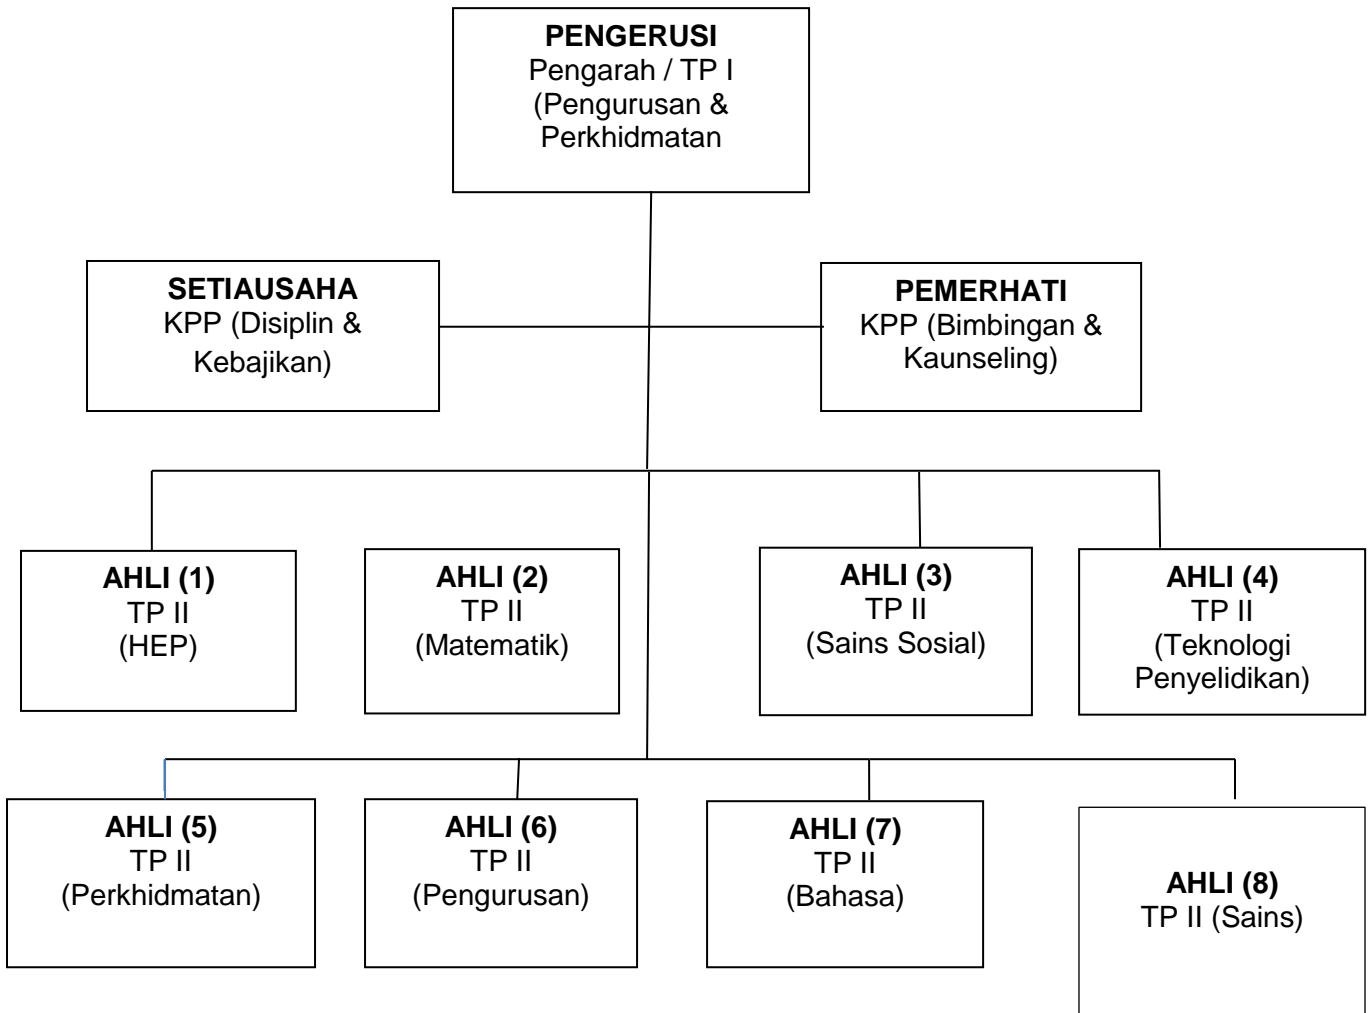 PENGERUSI
Pengarah / TP I
(Pengurusan &
Perkhidmatan
SETIAUSAHA
KPP (Disiplin &
Kebajikan)
PEMERHATI
KPP (Bimbingan &
Kaunseling)
AHLI (1)
TP II
(HEP)
AHLI (2)
TP II
(Matematik)
AHLI (3)
TP II
(Sains Sosial)
AHLI (4)
TP II
(Teknologi
Penyelidikan)
AHLI (5)
TP II
(Perkhidmatan)
AHLI (6)
TP II
(Pengurusan)
AHLI (7)
TP II
(Bahasa)
AHLI (8)
TP II (Sains)